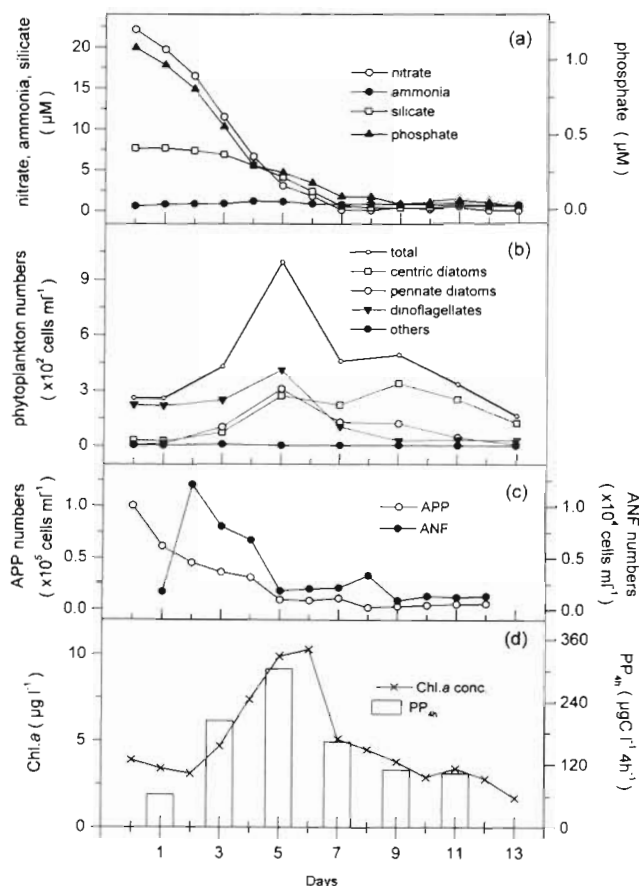 (a)
nitrate, ammonia, silicate
( μM )
20
15
10
5
0
nitrate
ammonia
silicate
phosphate
1.0
0.5
0.0
phosphate
( μM )
(b)
phytoplankton numbers
(x10² cells ml⁻¹)
9
6
3
0
total
centric diatoms
pennate diatoms
dinoflagellates
others
(c)
APP numbers
(x10⁵ cells ml⁻¹)
1.0
0.5
0.0
APP
ANF
1.0
0.5
0.0
ANF numbers
(x10⁴ cells ml⁻¹)
(d)
Chl.a ( μg l⁻¹)
10
5
0
Chl.a conc.
PP4h
360
240
120
0
PP4h
(μgC l⁻¹ 4h⁻¹)
1 3 5 7 9 11 13
Days